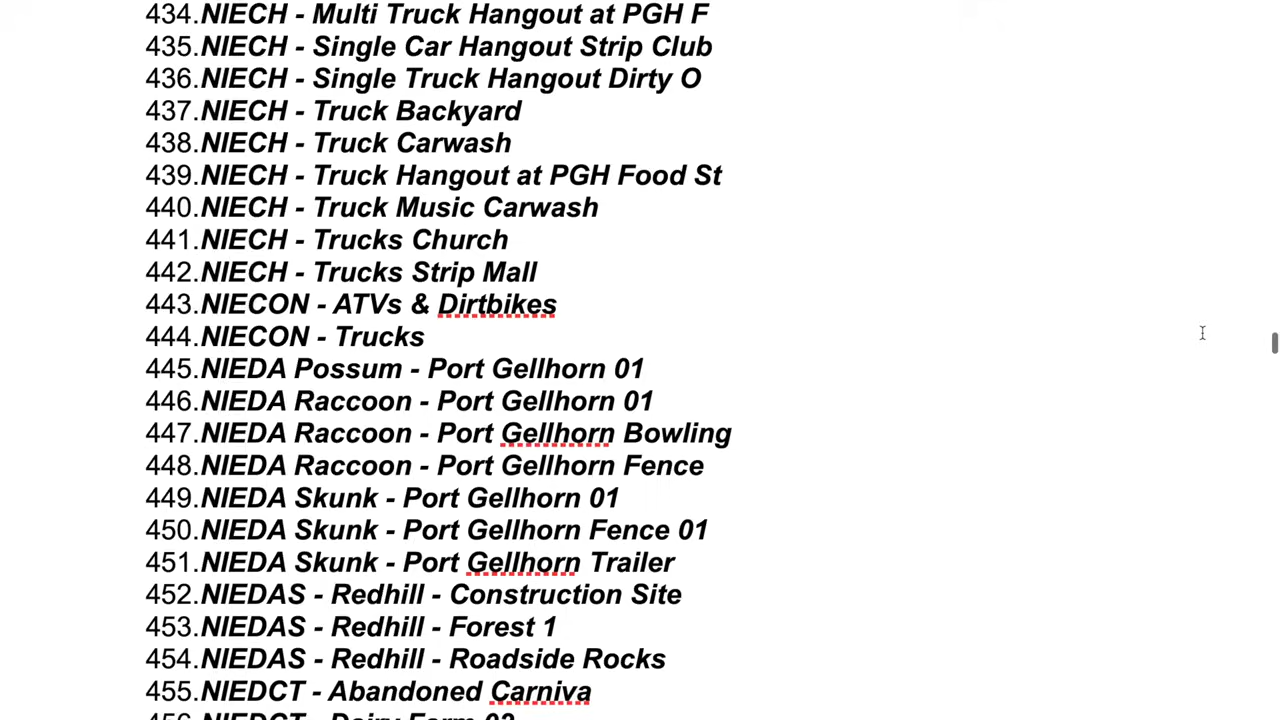 434.NIECH - Multi Truck Hangout at PGH F
435.NIECH - Single Car Hangout Strip Club
436.NIECH - Single Truck Hangout Dirty O
437.NIECH - Truck Backyard
438.NIECH - Truck Carwash
439.NIECH - Truck Hangout at PGH Food St
440.NIECH - Truck Music Carwash
441.NIECH - Trucks Church
442.NIECH - Trucks Strip Mall
443.NIECON - ATVs & Dirtbikes
444.NIECON - Trucks
445.NIEDA Possum - Port Gellhorn 01
446.NIEDA Raccoon - Port Gellhorn 01
447.NIEDA Raccoon - Port Gellhorn Bowling
448.NIEDA Raccoon - Port Gellhorn Fence
449.NIEDA Skunk - Port Gellhorn 01
450.NIEDA Skunk - Port Gellhorn Fence 01
451.NIEDA Skunk - Port Gellhorn Trailer
452.NIEDAS - Redhill - Construction Site
453.NIEDAS - Redhill - Forest 1
454.NIEDAS - Redhill - Roadside Rocks
455.NIEDCT - Abandoned Carniva
456.NIEDCT - Dairy Farm 02